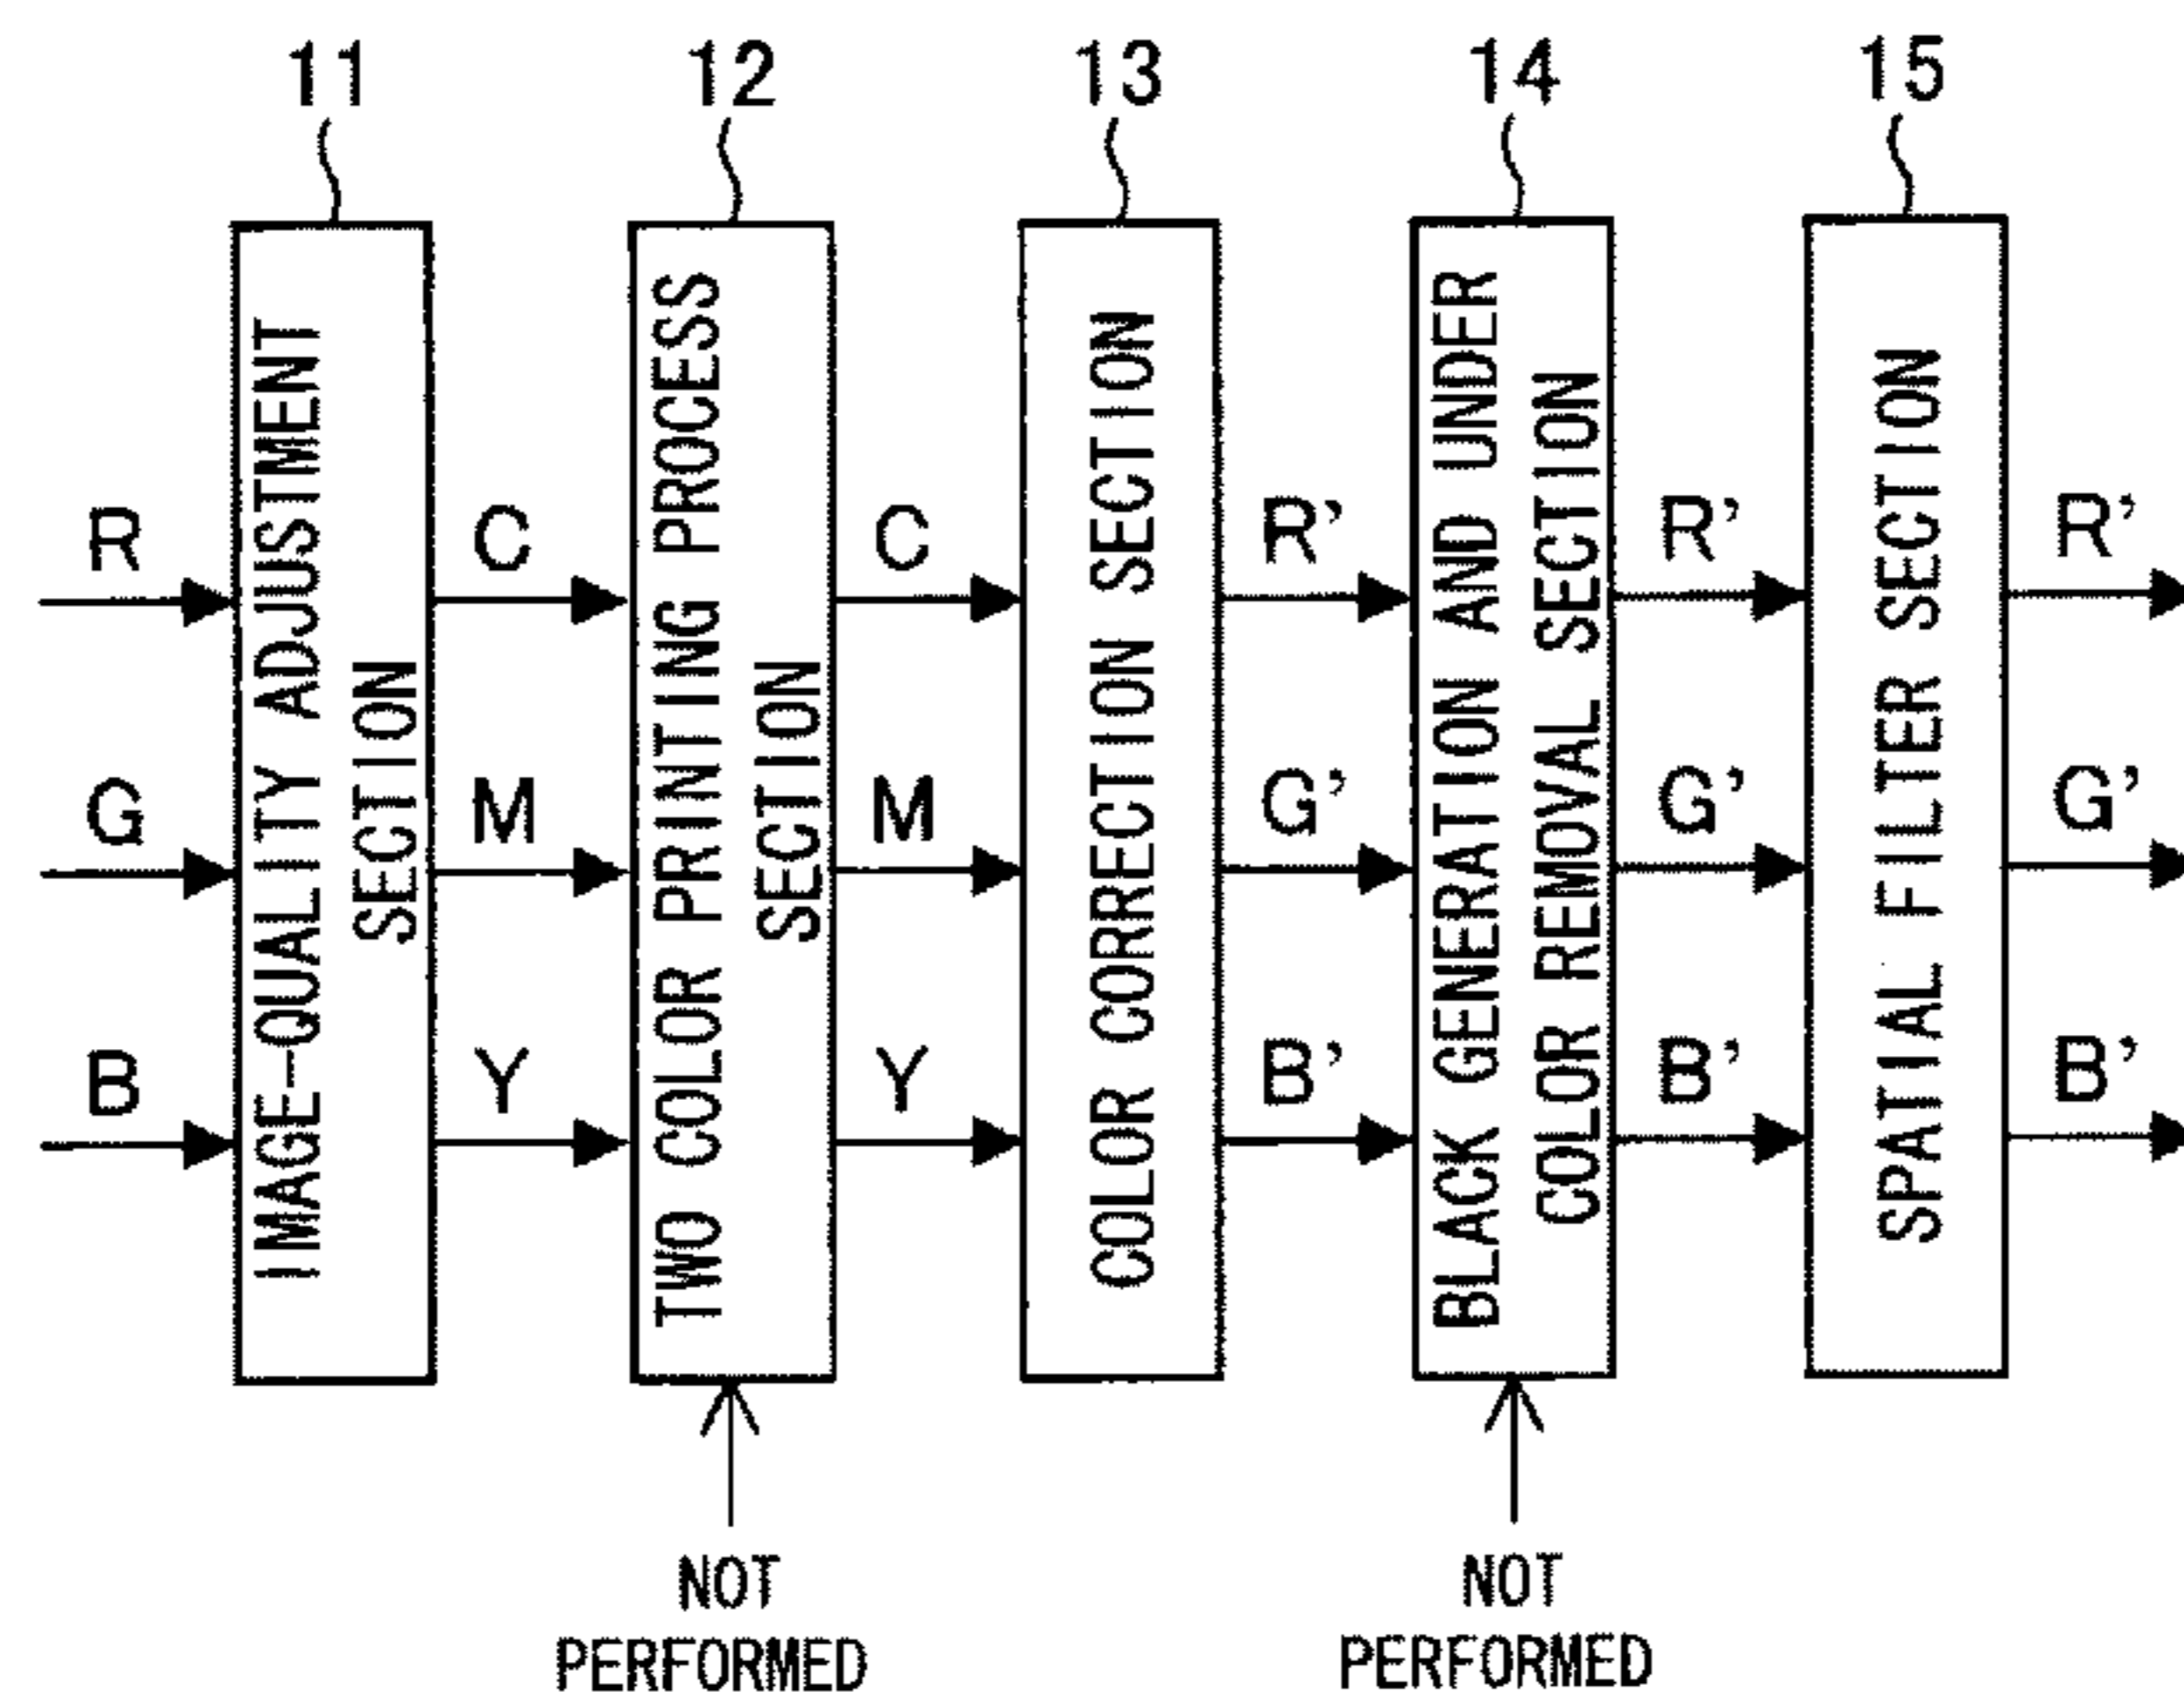 11
12
13
14
15
IMAGE-QUALITY ADJUSTMENT
SECTION
TWO COLOR PRINTING PROCESS
SECTION
COLOR CORRECTION SECTION
BLACK GENERATION AND UNDER
COLOR REMOVAL SECTION
SPATIAL FILTER SECTION
R
C
C
R'
R'
R'
G
M
M
G'
G'
G'
B
Y
Y
B'
B'
B'
NOT
PERFORMED
NOT
PERFORMED